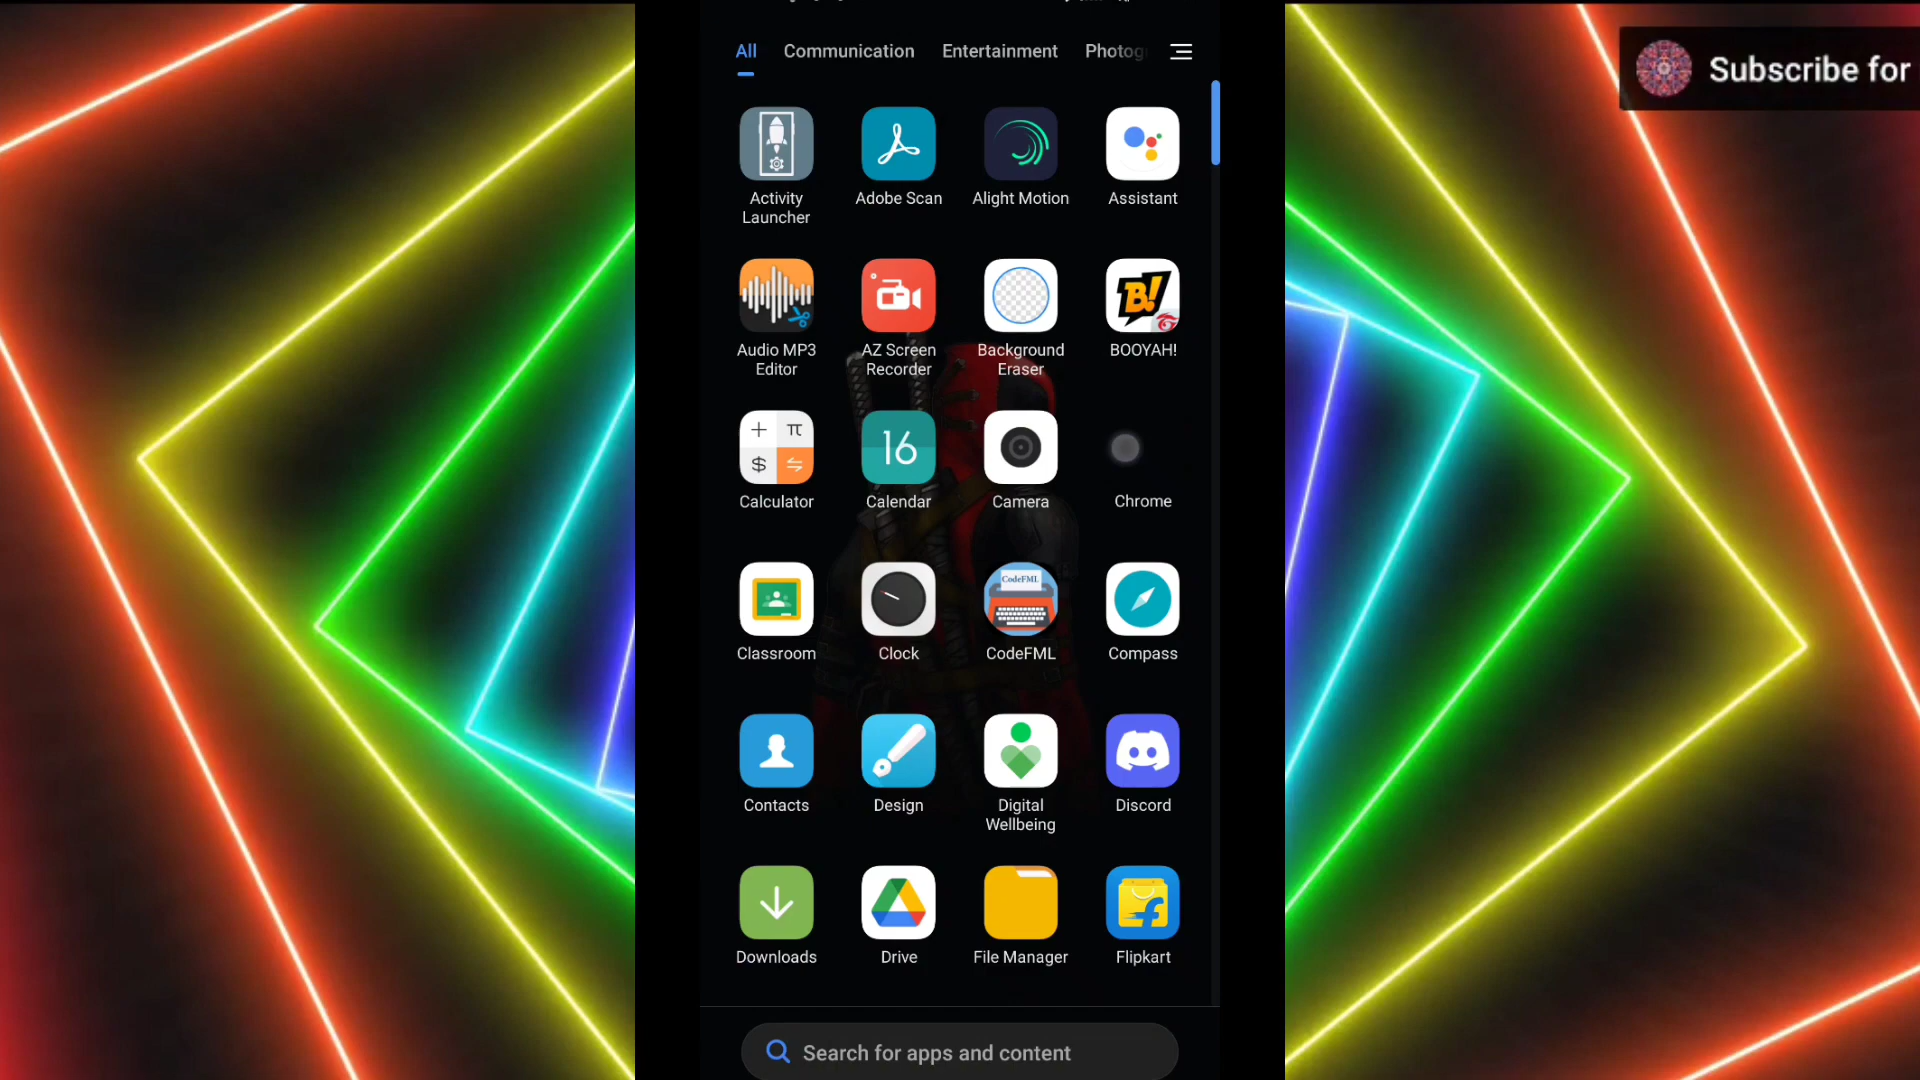 All Communication Entertainment Photog
Subscribe for
Activity
Launcher
Adobe Scan
Alight Motion
Assistant
B!
Audio MP3
Editor
AZ Screen
Recorder
Background
Eraser
BOOYAH!
+ π
$
16
Calculator
Calendar
Camera
Chrome
CodeFML
Classroom
Clock
CodeFML
Compass
Contacts
Design
Digital
Wellbeing
Discord
f
Downloads
Drive
File Manager
Flipkart
Search for apps and content